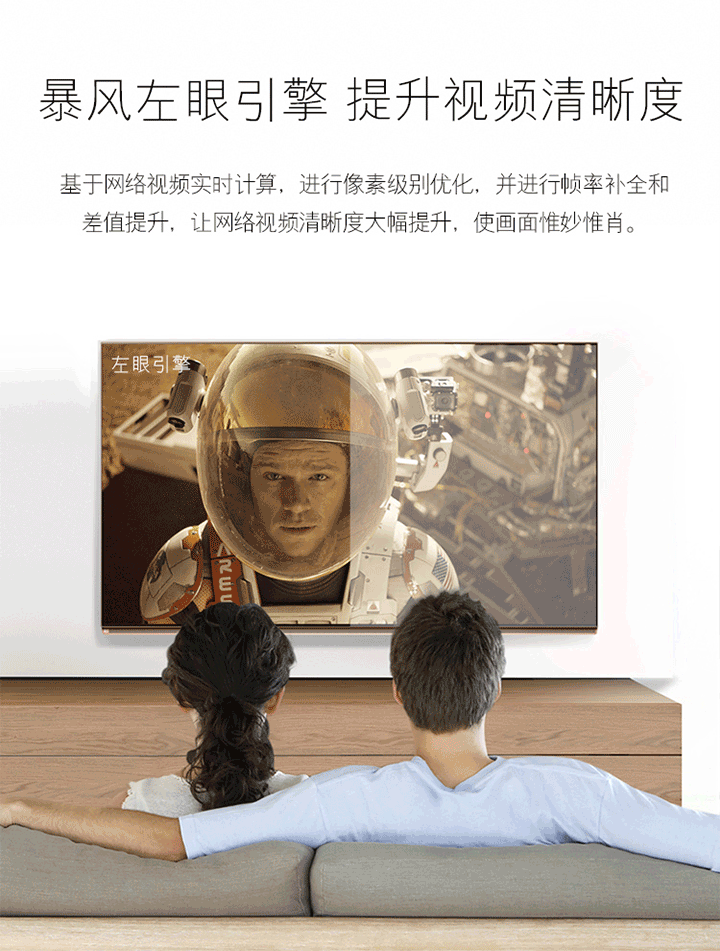 暴风左眼引擎 提升视频清晰度
基于网络视频实时计算，进行像素级别优化，并进行帧率补全和
差值提升，让网络视频清晰度大幅提升，使画面惟妙惟肖。
左眼引擎